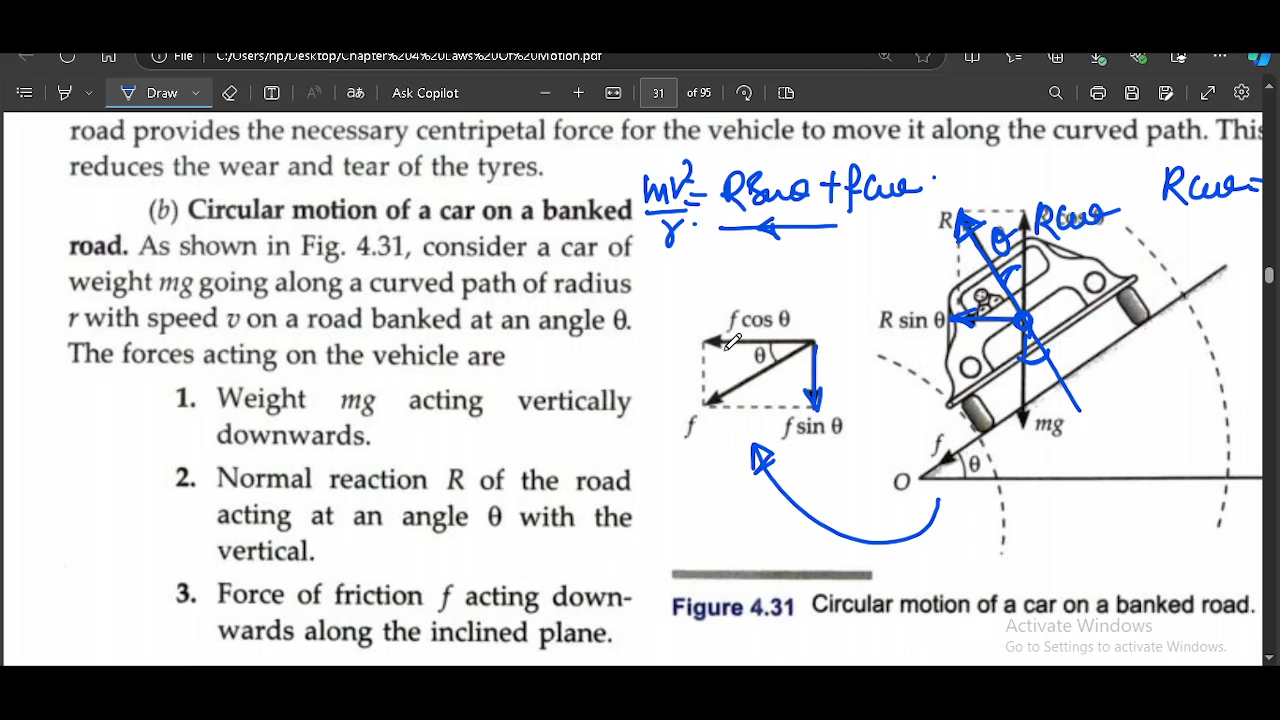 File C:/Users/np/Desktop/Chapter%204%20Laws%20Of%20Motion.pdf
Draw Ask Copilot 31 of 95
road provides the necessary centripetal force for the vehicle to move it along the curved path. This
reduces the wear and tear of the tyres.
mv²/r = R sinθ + f cosθ
R cosθ =
(b) Circular motion of a car on a banked
road. As shown in Fig. 4.31, consider a car of
weight mg going along a curved path of radius
r with speed v on a road banked at an angle θ.
The forces acting on the vehicle are
1. Weight mg acting vertically
downwards.
2. Normal reaction R of the road
acting at an angle θ with the
vertical.
3. Force of friction f acting down-
wards along the inclined plane.
R θ R cosθ
f cos θ
R sin θ
θ
f f sin θ
mg
f
θ
O
Figure 4.31 Circular motion of a car on a banked road.
Activate Windows
Go to Settings to activate Windows.